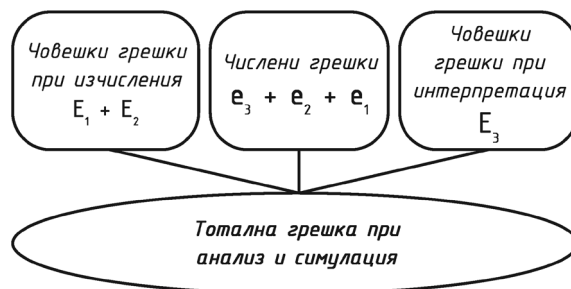 Човешки грешки
при изчисления
E₁ + E₂
Числени грешки
e₃ + e₂ + e₁
Човешки
грешки при
интерпретация
E₃
Тотална грешка при
анализ и симулация